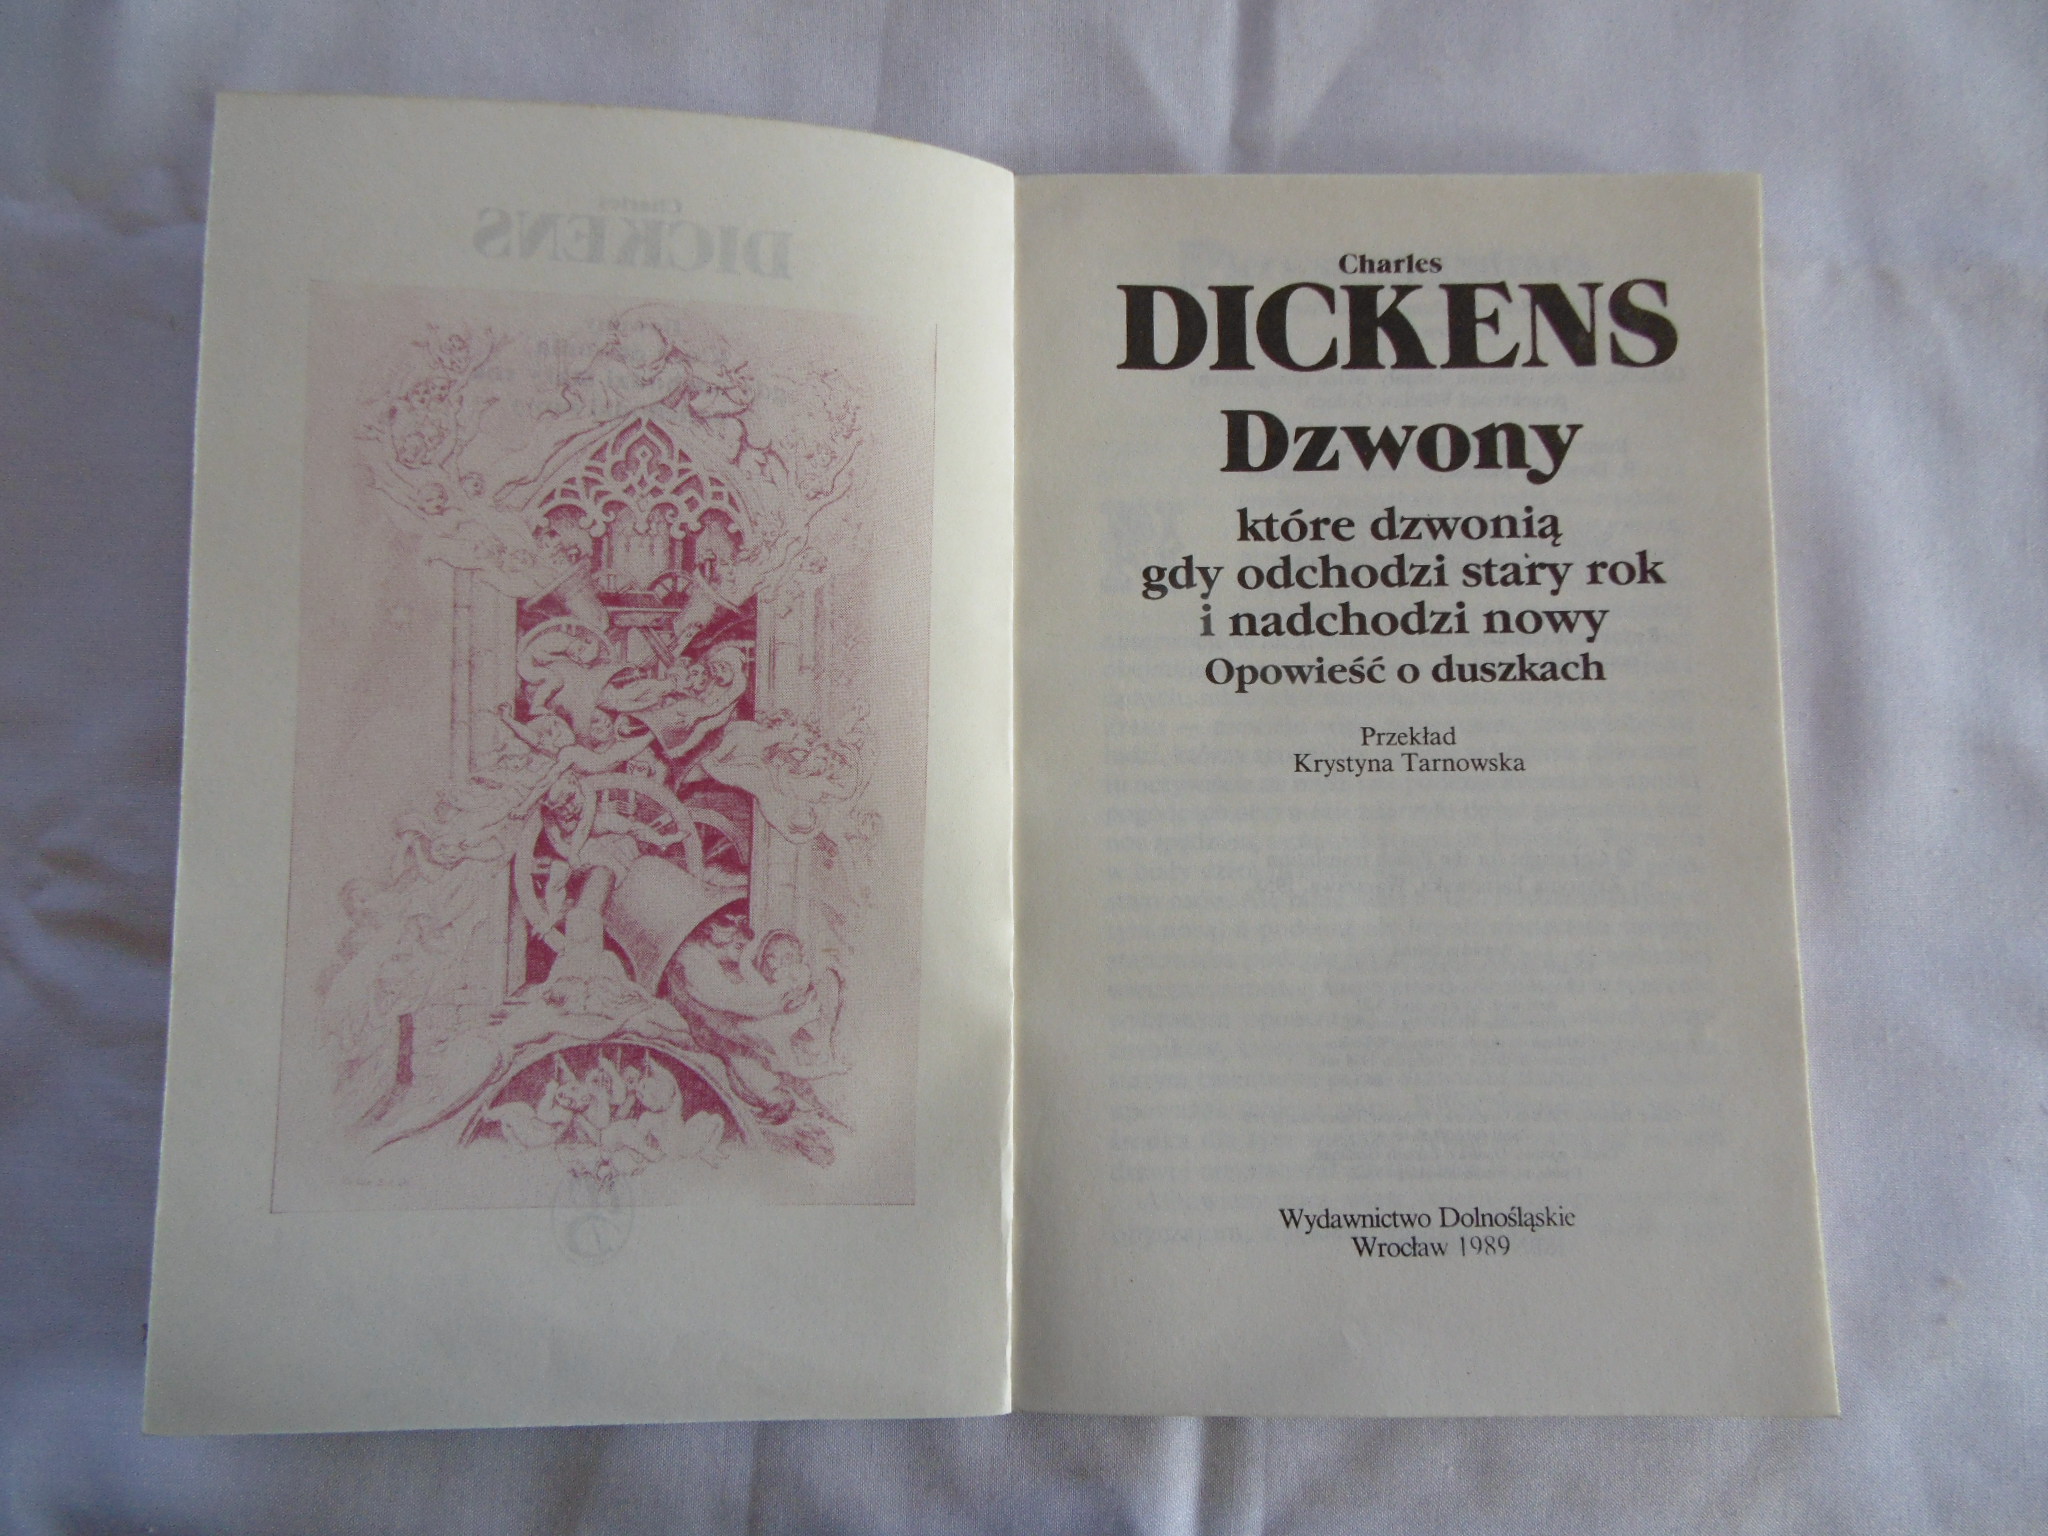 Charles
DICKENS
Dzwony
które dzwonią
gdy odchodzi stary rok
i nadchodzi nowy
Opowieść o duszkach
Przekład
Krystyna Tarnowska
Wydawnictwo Dolnośląskie
Wrocław 1989